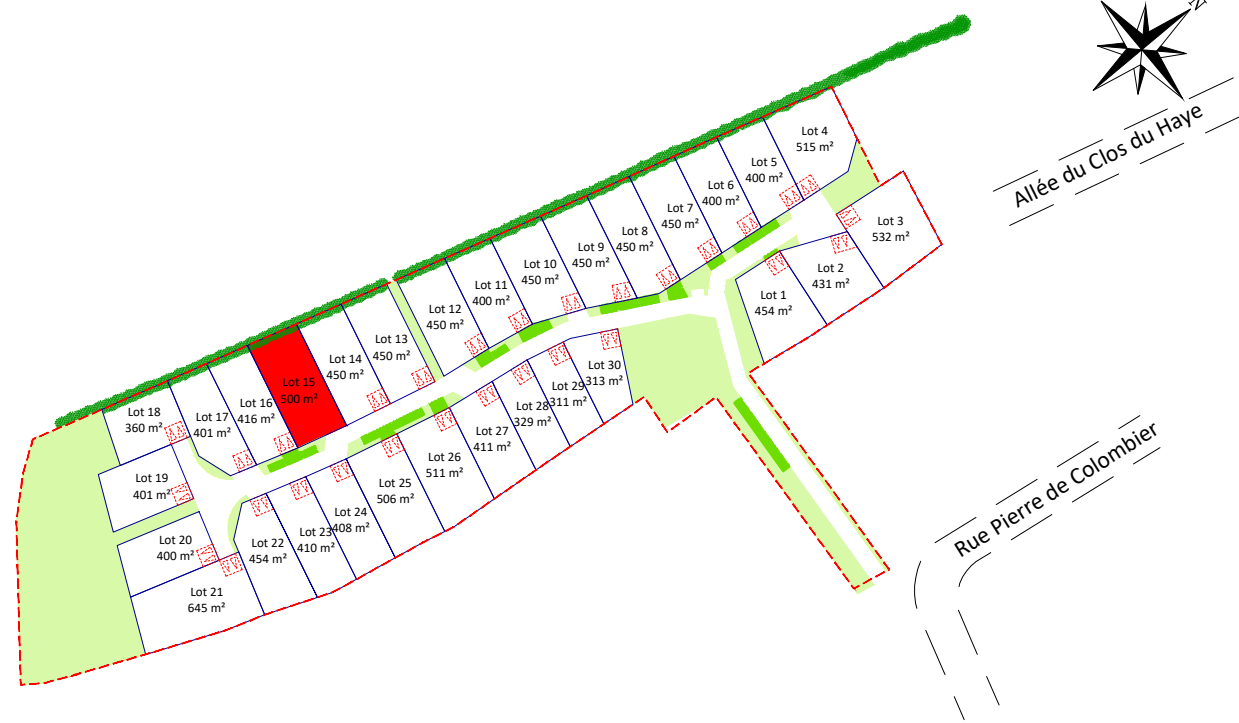 N
Allée du Clos du Haye
Lot 4
515 m²
Lot 5
400 m²
Lot 6
400 m²
Lot 7
450 m²
Lot 8
450 m²
Lot 9
450 m²
Lot 10
450 m²
Lot 11
400 m²
Lot 12
450 m²
Lot 13
450 m²
Lot 14
450 m²
Lot 15
500 m²
Lot 16
416 m²
Lot 17
401 m²
Lot 18
360 m²
Lot 19
401 m²
Lot 20
400 m²
Lot 21
645 m²
Lot 22
454 m²
Lot 23
410 m²
Lot 24
408 m²
Lot 25
506 m²
Lot 26
511 m²
Lot 27
411 m²
Lot 28
329 m²
Lot 29
311 m²
Lot 30
313 m²
Lot 1
454 m²
Lot 2
431 m²
Lot 3
532 m²
Rue Pierre de Colombier